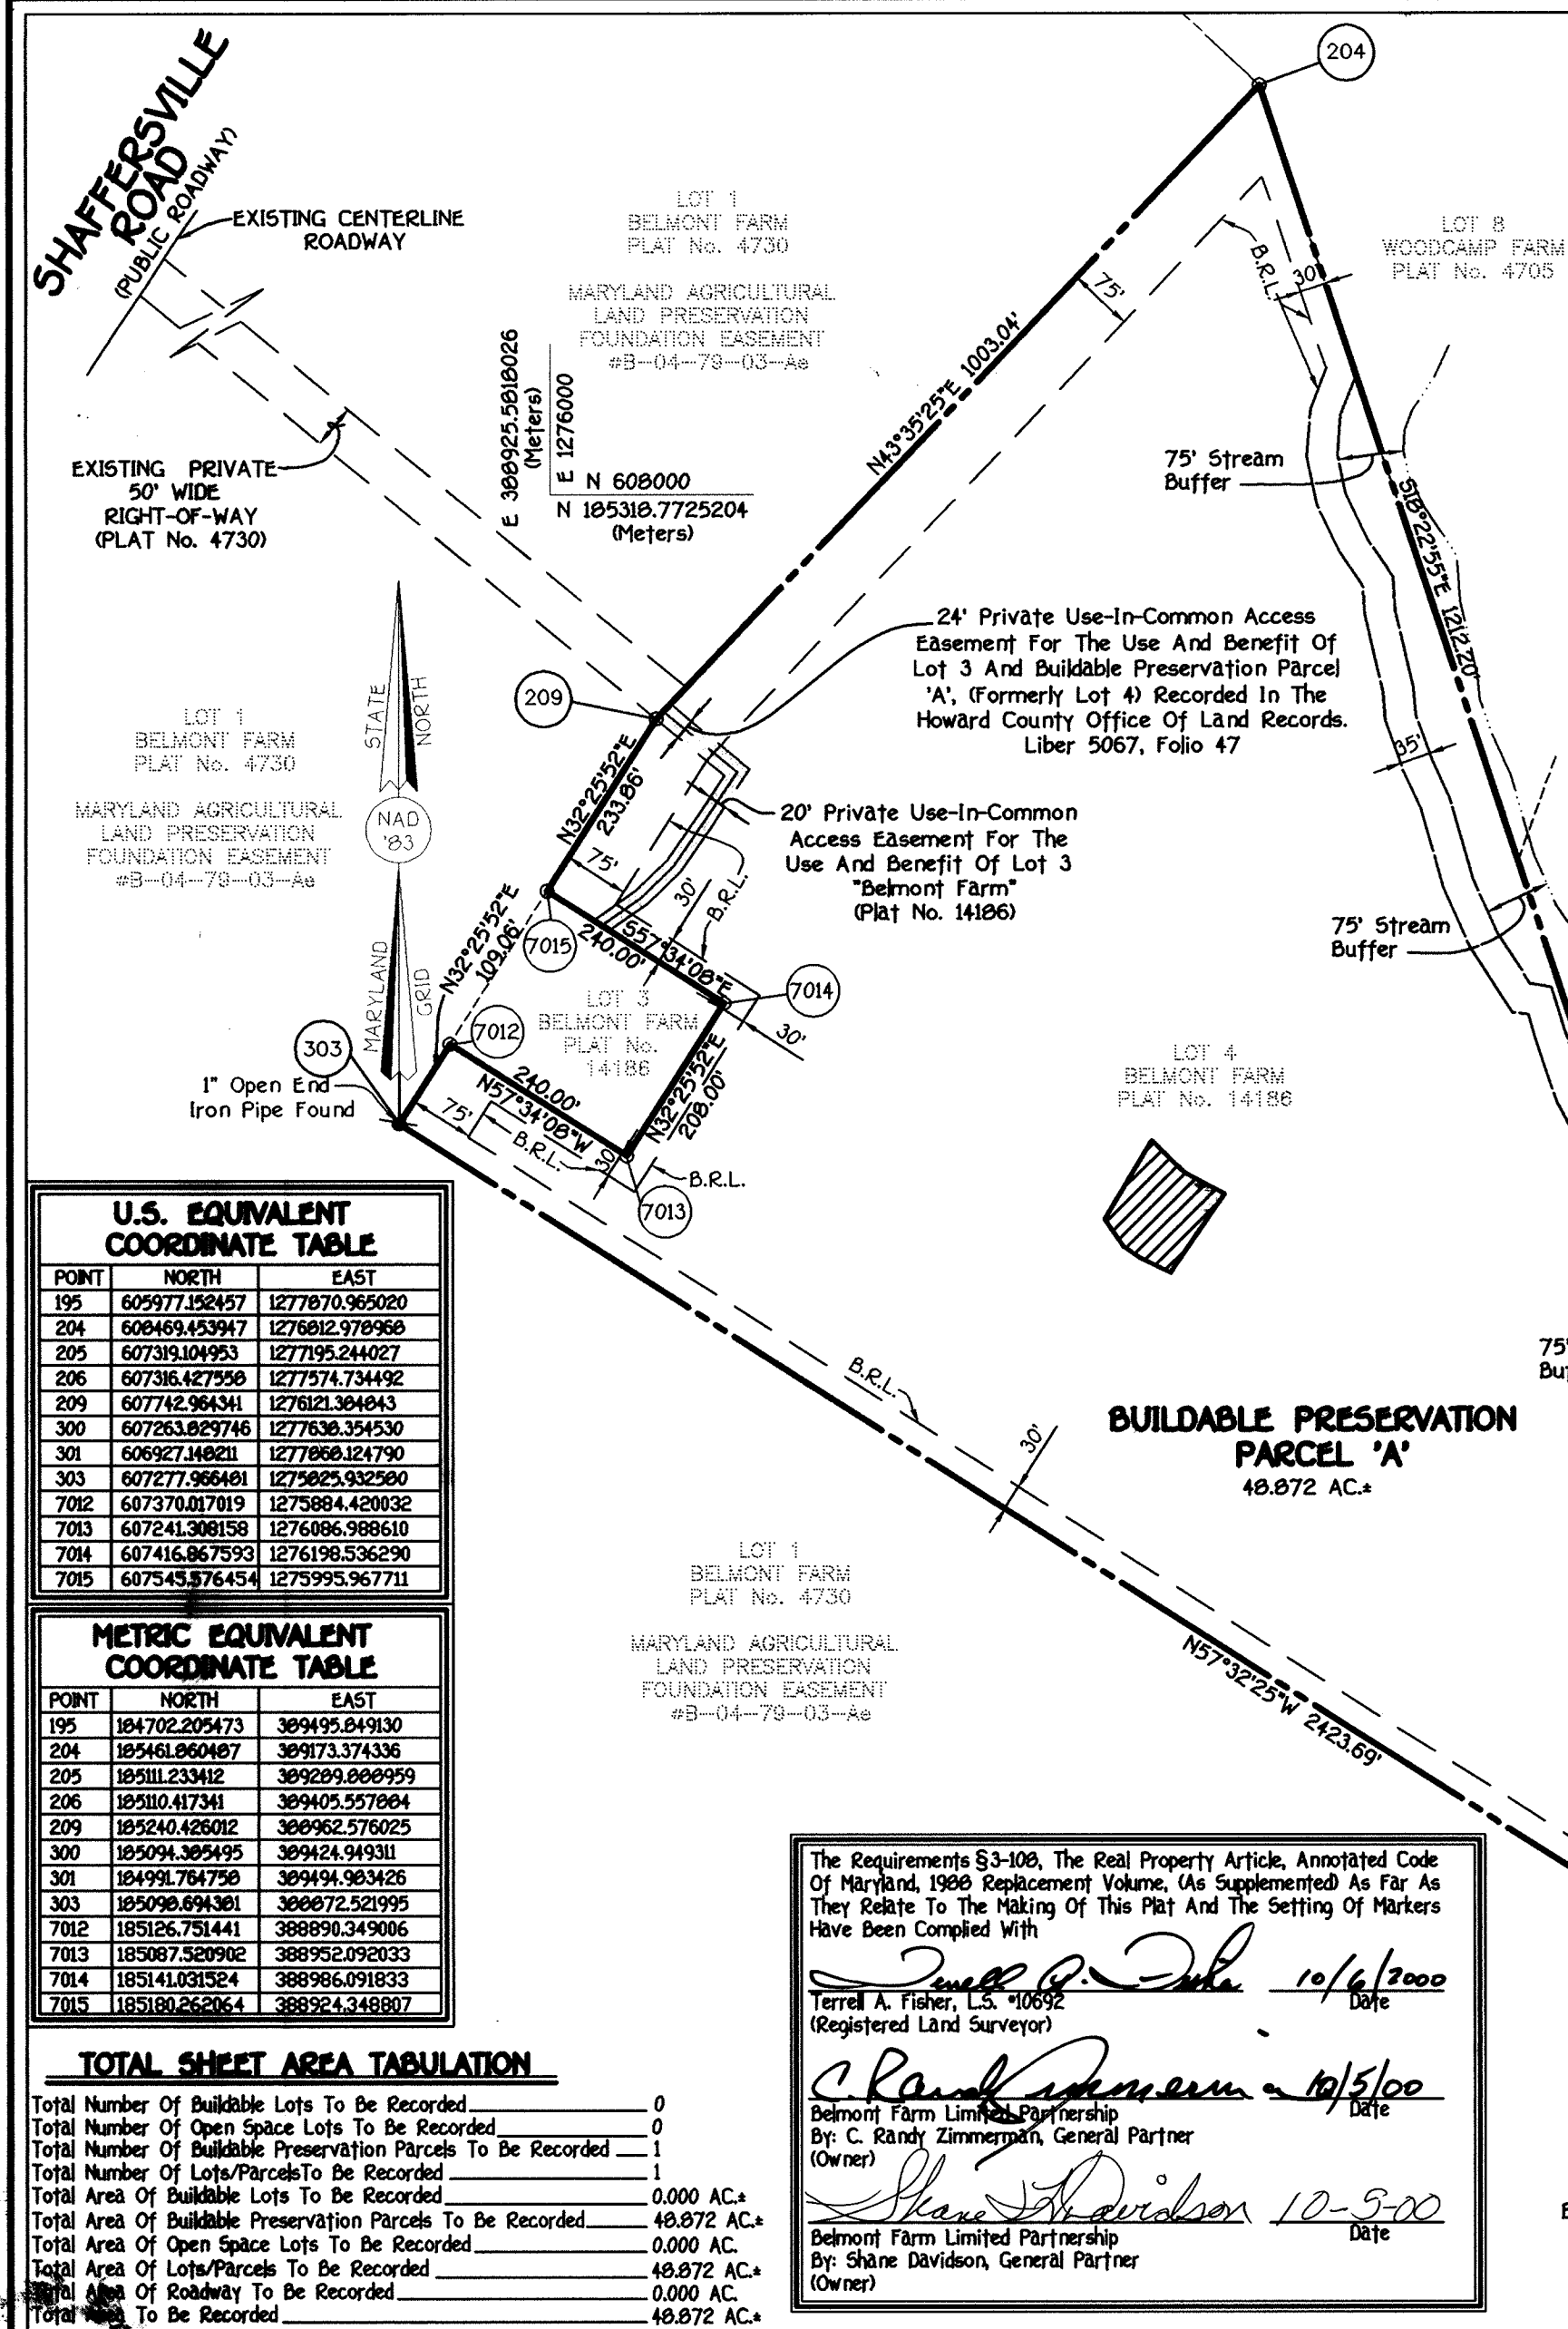 SHAFFERSVILLE
ROAD
(PUBLIC ROADWAY)
EXISTING CENTERLINE
ROADWAY
204
LOT 1
BELMONT FARM
PLAT No. 4730
MARYLAND AGRICULTURAL
LAND PRESERVATION
FOUNDATION EASEMENT
#B-04-79-03-Ae
LOT 8
WOODCAMP FARM
PLAT No. 4705
B.R.L.
30'
75'
N43°35'25"E 1003.04'
E 388925.5818026
(Meters)
E 1276000
N 608000
N 185318.7725204
(Meters)
EXISTING PRIVATE
50' WIDE
RIGHT-OF-WAY
(PLAT No. 4730)
75' Stream
Buffer
S18°22'55"E 1212.20'
24' Private Use-In-Common Access
Easement For The Use And Benefit Of
Lot 3 And Buildable Preservation Parcel
'A', (Formerly Lot 4) Recorded In The
Howard County Office Of Land Records.
Liber 5067, Folio 47
209
STATE
NORTH
NAD
'83
MARYLAND
GRID
LOT 1
BELMONT FARM
PLAT No. 4730
MARYLAND AGRICULTURAL
LAND PRESERVATION
FOUNDATION EASEMENT
#B-04-79-03-Ae
35'
N32°25'52"E
233.86'
75'
20' Private Use-In-Common
Access Easement For The
Use And Benefit Of Lot 3
"Belmont Farm"
(Plat No. 14186)
30'
B.R.L.
75' Stream
Buffer
N32°25'52"E
109.06'
7015
S57°34'08"E
240.00'
7014
30'
LOT 3
BELMONT FARM
PLAT No.
14186
7012
303
1" Open End
Iron Pipe Found
240.00'
N57°34'08"W
N32°25'52"E
208.00'
75'
B.R.L.
30'
B.R.L.
7013
LOT 4
BELMONT FARM
PLAT No. 14186
75'
B.R.L.
30'
BUILDABLE PRESERVATION
PARCEL 'A'
48.872 AC.±
LOT 1
BELMONT FARM
PLAT No. 4730
MARYLAND AGRICULTURAL
LAND PRESERVATION
FOUNDATION EASEMENT
#B-04-79-03-Ae
N57°32'25"W 2423.69'
U.S. EQUIVALENT
COORDINATE TABLE
POINT NORTH EAST
195 605977.152457 1277870.965020
204 608469.453947 1276812.978968
205 607319.104953 1277195.244027
206 607316.427558 1277574.734492
209 607742.964341 1276121.384843
300 607263.829746 1277638.354530
301 606927.148211 1277868.124790
303 607277.966481 1275825.932580
7012 607370.017019 1275884.420032
7013 607241.308158 1276086.988610
7014 607416.867593 1276198.536290
7015 607545.576454 1275995.967711
METRIC EQUIVALENT
COORDINATE TABLE
POINT NORTH EAST
195 184702.205473 389495.849130
204 185461.860487 389173.374336
205 185111.233412 389289.888959
206 185110.417341 389405.557884
209 185240.426012 388962.576025
300 185094.385495 389424.949311
301 184991.764758 389494.983426
303 185098.694381 388872.521995
7012 185126.751441 388890.349006
7013 185087.520902 388952.092033
7014 185141.031524 388986.091833
7015 185180.262064 388924.348807
TOTAL SHEET AREA TABULATION
Total Number Of Buildable Lots To Be Recorded 0
Total Number Of Open Space Lots To Be Recorded 0
Total Number Of Buildable Preservation Parcels To Be Recorded 1
Total Number Of Lots/ParcelsTo Be Recorded 1
Total Area Of Buildable Lots To Be Recorded 0.000 AC.±
Total Area Of Buildable Preservation Parcels To Be Recorded 48.872 AC.±
Total Area Of Open Space Lots To Be Recorded 0.000 AC.
Total Area Of Lots/Parcels To Be Recorded 48.872 AC.±
Total Area Of Roadway To Be Recorded 0.000 AC.
Total Area To Be Recorded 48.872 AC.±
The Requirements §3-108, The Real Property Article, Annotated Code
Of Maryland, 1988 Replacement Volume, (As Supplemented) As Far As
They Relate To The Making Of This Plat And The Setting Of Markers
Have Been Complied With
10/6/2000
Terrell A. Fisher, L.S. #10692
Date
(Registered Land Surveyor)
C. Randy Zimmerman 10/5/00
Belmont Farm Limited Partnership
Date
By: C. Randy Zimmerman, General Partner
(Owner)
Shane Davidson 10-5-00
Belmont Farm Limited Partnership
Date
By: Shane Davidson, General Partner
(Owner)